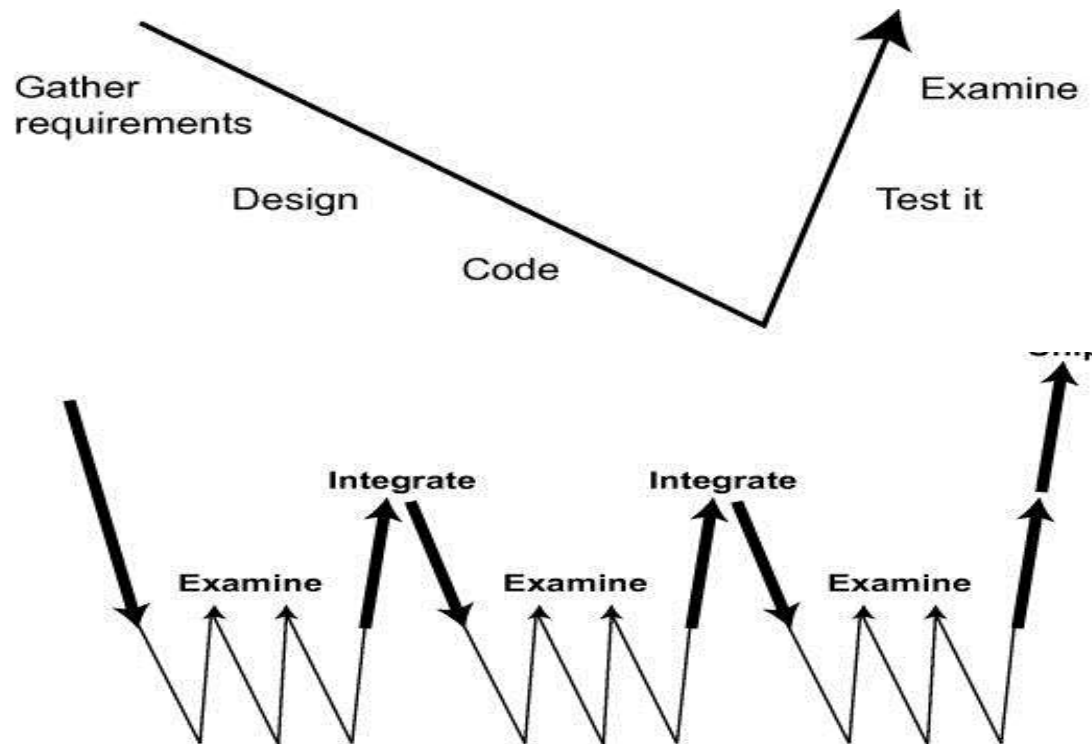 Gather
requirements
Examine
Design
Test it
Code
Integrate
Integrate
Examine
Examine
Examine